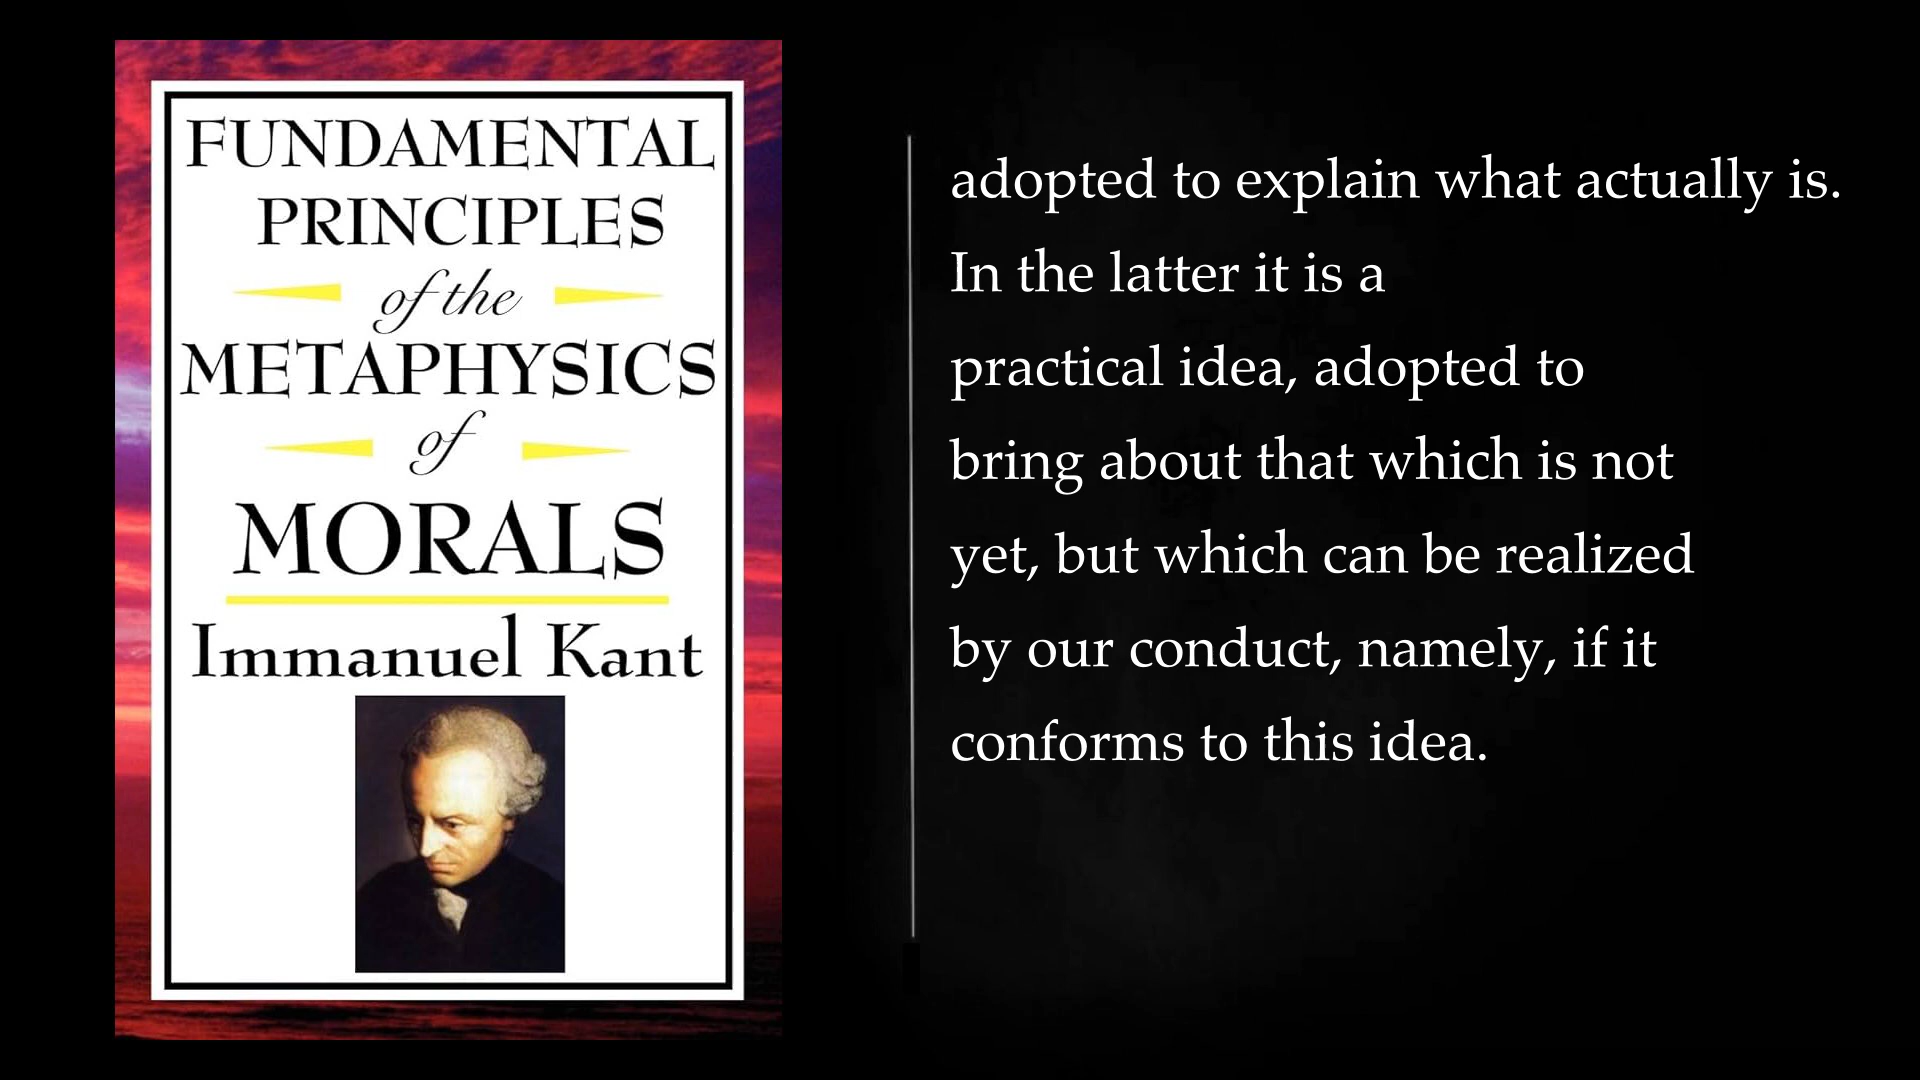 FUNDAMENTAL
PRINCIPLES
of the
METAPHYSICS
of
MORALS
Immanuel Kant
adopted to explain what actually is.
In the latter it is a
practical idea, adopted to
bring about that which is not
yet, but which can be realized
by our conduct, namely, if it
conforms to this idea.